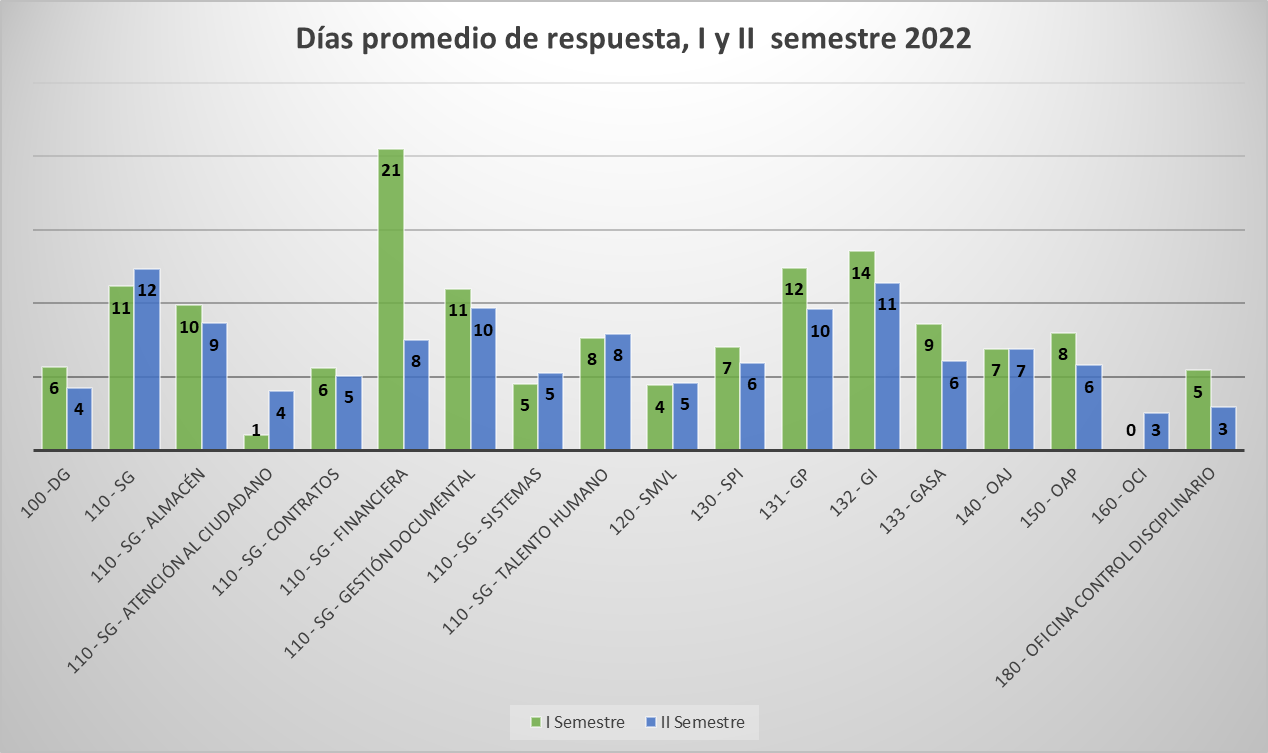 Días promedio de respuesta, I y II  semestre 2022
6
4
11
12
10
9
1
4
6
5
21
8
11
10
5
5
8
8
4
5
7
6
12
10
14
11
9
6
7
7
8
6
0
3
5
3
100 -DG
110 - SG
110 - SG - ALMACÉN
110 - SG - ATENCIÓN AL CIUDADANO
110 - SG - CONTRATOS
110 - SG - FINANCIERA
110 - SG - GESTIÓN DOCUMENTAL
110 - SG - SISTEMAS
110 - SG - TALENTO HUMANO
120 - SMVL
130 - SPI
131 - GP
132 - GI
133 - GASA
140 - OAJ
150 - OAP
160 - OCI
180 - OFICINA CONTROL DISCIPLINARIO
I Semestre
II Semestre